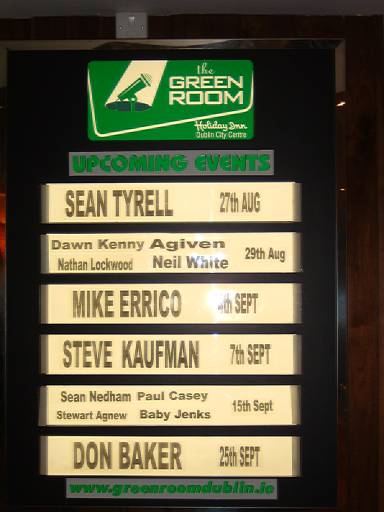 the
GREEN
ROOM
Holiday Inn
Dublin City Centre
UPCOMING EVENTS
SEAN TYRELL 27th AUG
Dawn Kenny Agiven
Nathan Lockwood Neil White 29th Aug
MIKE ERRICO 4th SEPT
STEVE KAUFMAN 7th SEPT
Sean Nedham Paul Casey
Stewart Agnew Baby Jenks 15th Sept
DON BAKER 25th SEPT
www.greenroomdublin.ie